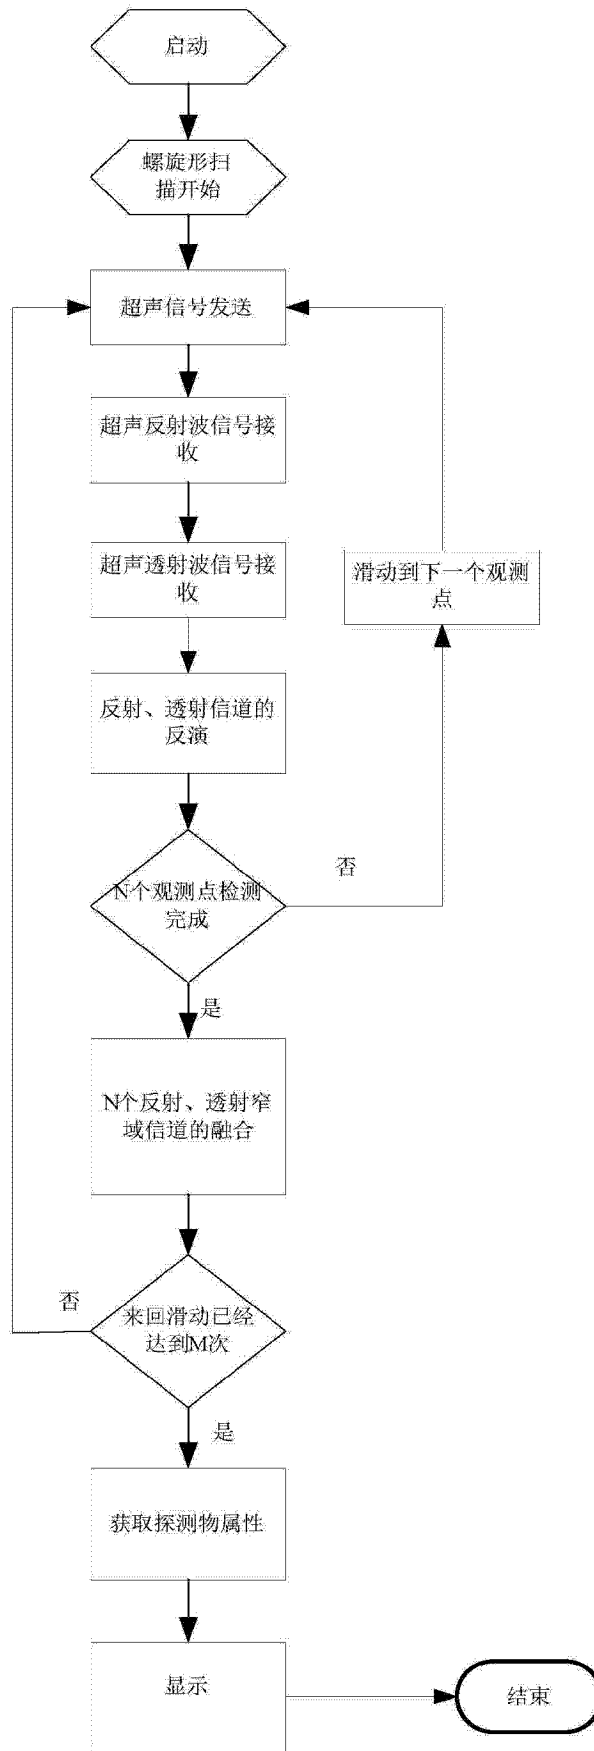 启动
螺旋形扫
描开始
超声信号发送
超声反射波信号接
收
超声透射波信号接
收
滑动到下一个观测
点
反射、透射信道的
反演
N个观测点检测
完成
否
是
N个反射、透射窄
域信道的融合
来回滑动已经
达到M次
否
是
获取探测物属性
显示
结束